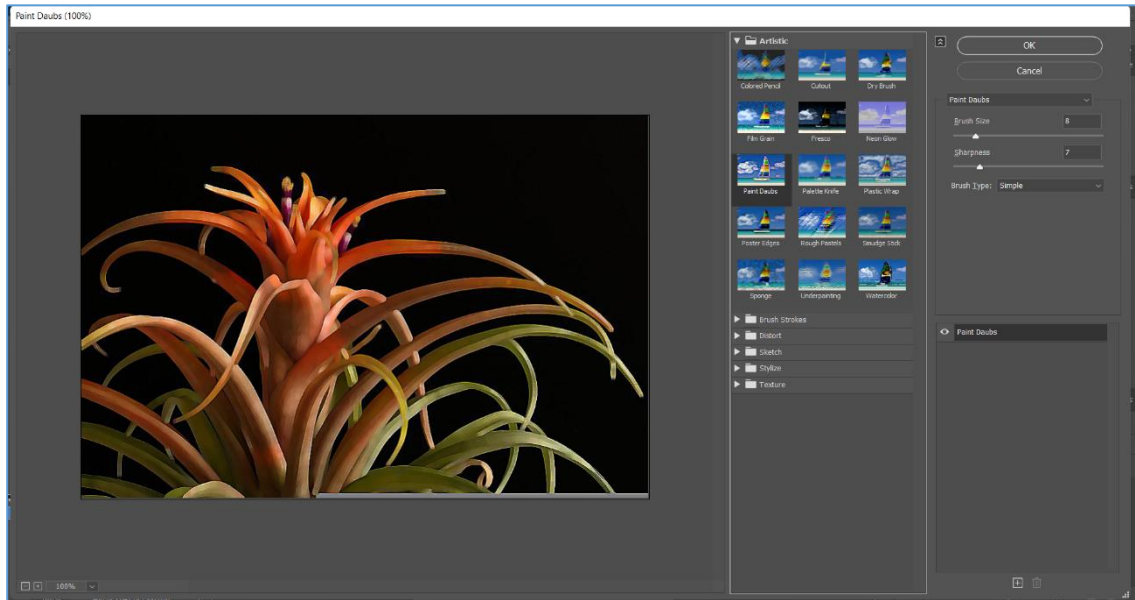 Paint Daubs (100%)
100%
Artistic
Colored Pencil
Cutout
Dry Brush
Film Grain
Fresco
Neon Glow
Paint Daubs
Palette Knife
Plastic Wrap
Poster Edges
Rough Pastels
Smudge Stick
Sponge
Underpainting
Watercolor
Brush Strokes
Distort
Sketch
Stylize
Texture
OK
Cancel
Paint Daubs
Brush Size 8
Sharpness 7
Brush Type: Simple
Paint Daubs